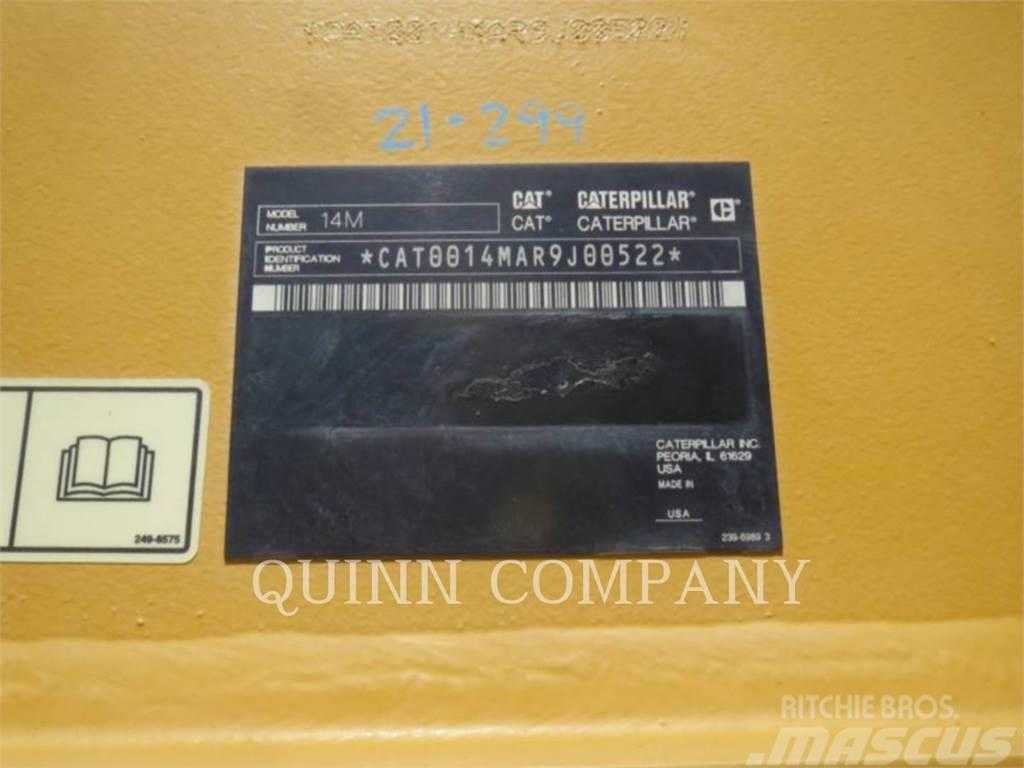 21-299
MODEL
NUMBER 14M
CAT® CATERPILLAR®
CAT® CATERPILLAR®
PRODUCT
IDENTIFICATION
NUMBER
*CAT0014MAR9J00522*
CATERPILLAR INC.
PEORIA, IL 61629
USA
MADE IN
USA
249-8575
239-6989 3
QUINN COMPANY
RITCHIE BROS.
MASCUS